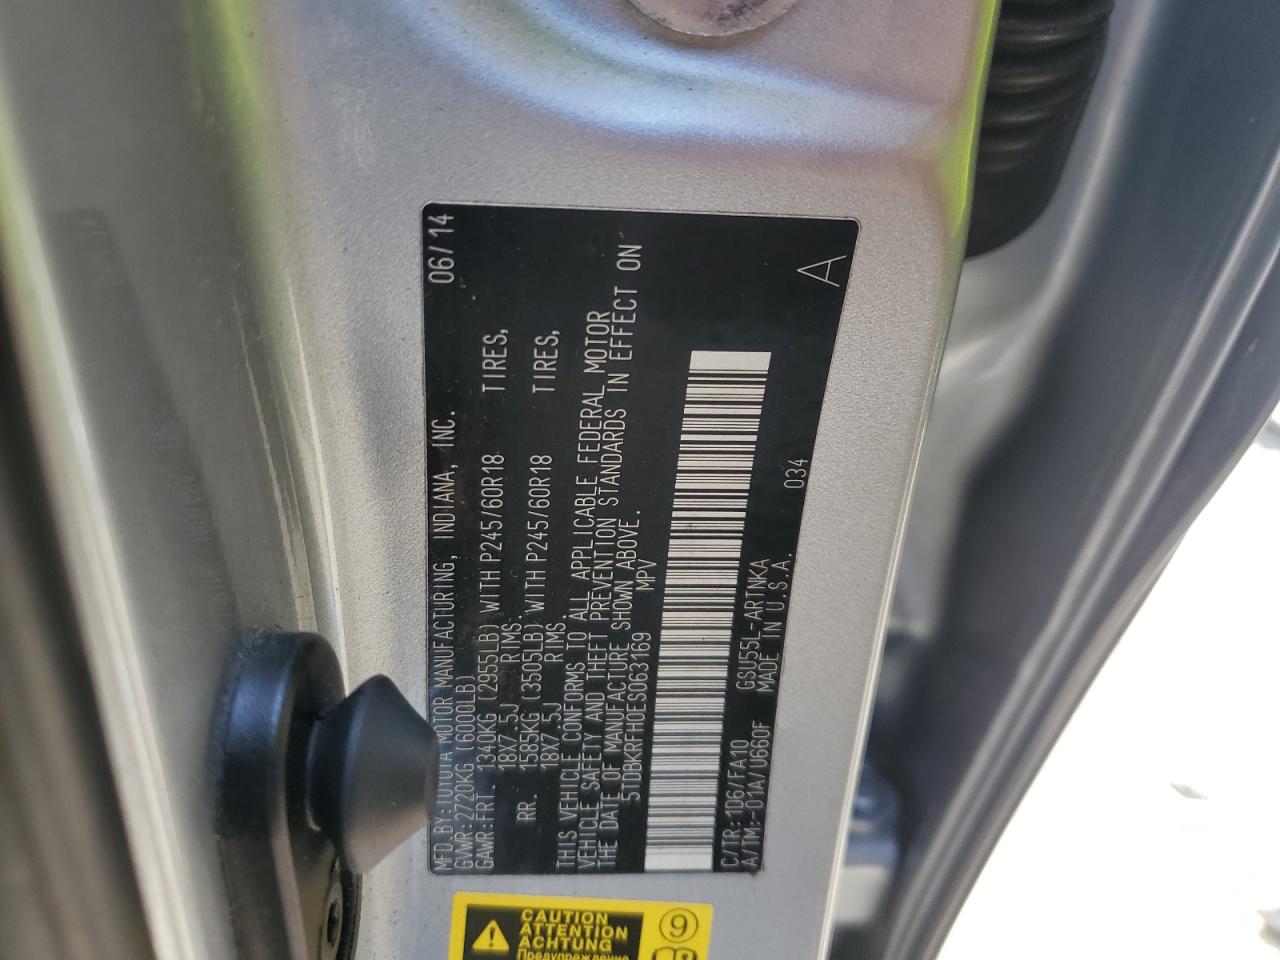 MFD. BY: TOYOTA MOTOR MANUFACTURING, INDIANA, INC. 06/14
GVWR: 2720KG (6000LB)
GAWR: FRT. 1340KG (2955LB) WITH P245/60R18 TIRES,
18X7.5J RIMS.
RR. 1585KG (3505LB) WITH P245/60R18 TIRES,
18X7.5J RIMS.
THIS VEHICLE CONFORMS TO ALL APPLICABLE FEDERAL MOTOR
VEHICLE SAFETY AND THEFT PREVENTION STANDARDS IN EFFECT ON
THE DATE OF MANUFACTURE SHOWN ABOVE.
5TDBKRFH0ES063169 MPV
C/TR: 1D6/FA10 GSU55L-ARTNKA
A/TM: -01A/U660F MADE IN U.S.A. 034
A
CAUTION
ATTENTION
ACHTUNG
Предупреждение
9